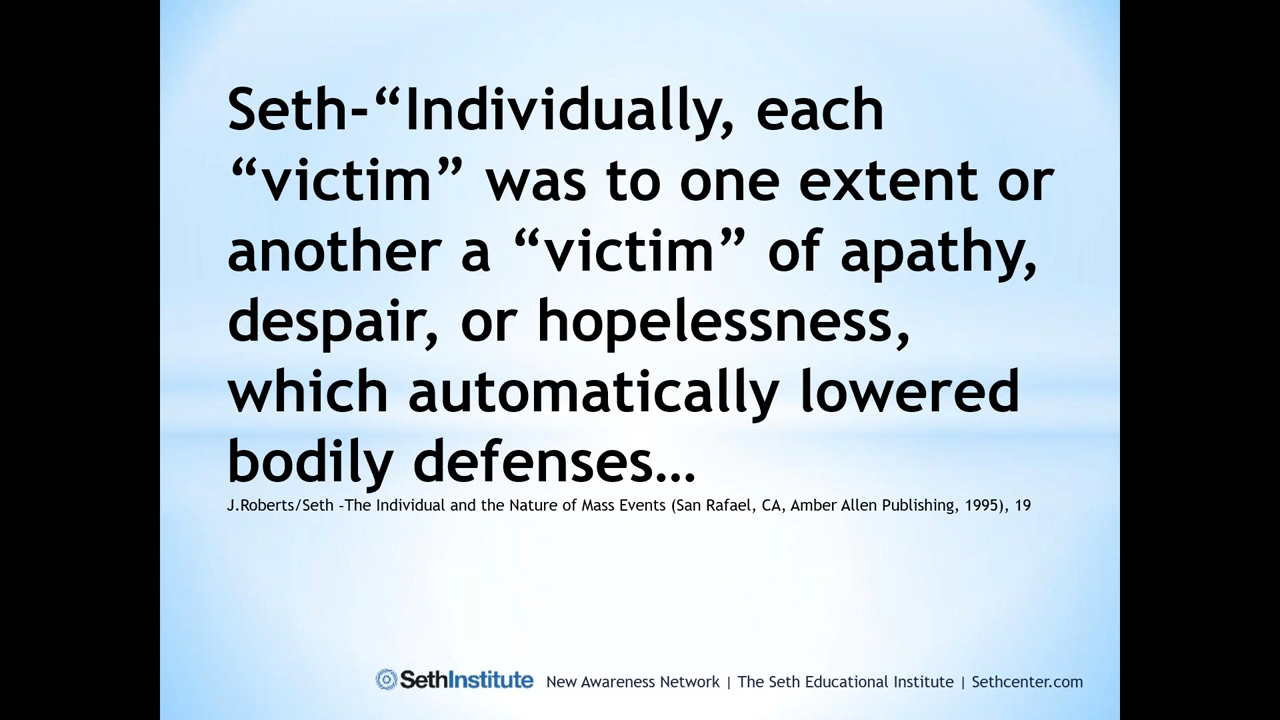 Seth-“Individually, each
“victim” was to one extent or
another a “victim” of apathy,
despair, or hopelessness,
which automatically lowered
bodily defenses…
J.Roberts/Seth -The Individual and the Nature of Mass Events (San Rafael, CA, Amber Allen Publishing, 1995), 19
SethInstitute New Awareness Network | The Seth Educational Institute | Sethcenter.com